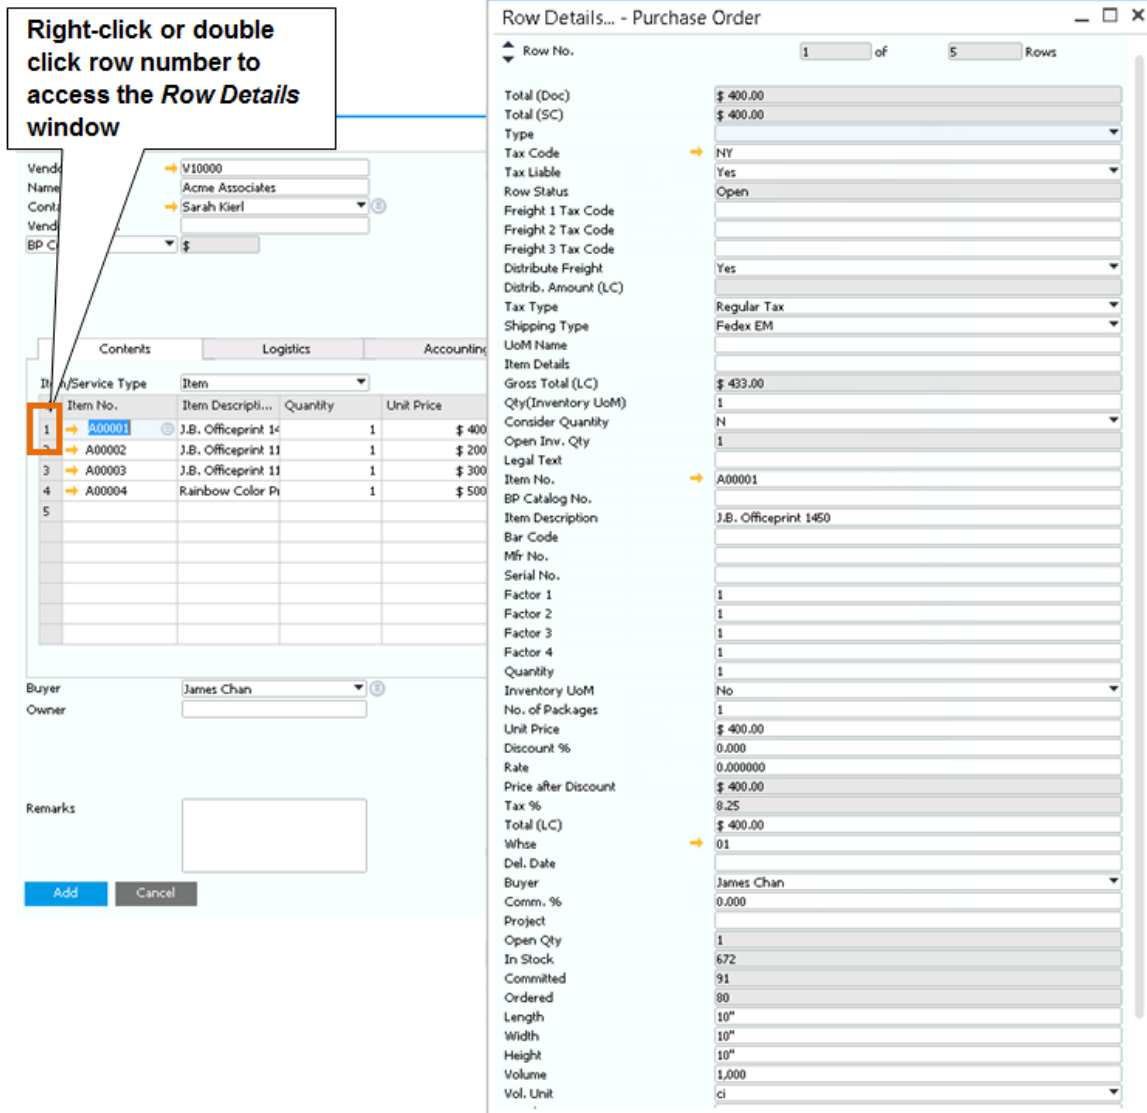 Right-click or double
click row number to
access the Row Details
window
Vendo
V10000
Name
Acme Associates
Conta
Sarah Kierl
Vend
BP C
$
Contents Logistics Accounting
Item/Service Type Item
Item No. Item Descripti... Quantity Unit Price
1 A00001 J.B. Officeprint 14 1 $ 400
2 A00002 J.B. Officeprint 11 1 $ 200
3 A00003 J.B. Officeprint 11 1 $ 300
4 A00004 Rainbow Color Pr 1 $ 500
5
Buyer James Chan
Owner
Remarks
Add Cancel
Row Details... - Purchase Order
Row No. 1 of 5 Rows
Total (Doc) $ 400.00
Total (SC) $ 400.00
Type
Tax Code NY
Tax Liable Yes
Row Status Open
Freight 1 Tax Code
Freight 2 Tax Code
Freight 3 Tax Code
Distribute Freight Yes
Distrib. Amount (LC)
Tax Type Regular Tax
Shipping Type Fedex EM
UoM Name
Item Details
Gross Total (LC) $ 433.00
Qty(Inventory UoM) 1
Consider Quantity N
Open Inv. Qty 1
Legal Text
Item No. A00001
BP Catalog No.
Item Description J.B. Officeprint 1450
Bar Code
Mfr No.
Serial No.
Factor 1 1
Factor 2 1
Factor 3 1
Factor 4 1
Quantity 1
Inventory UoM No
No. of Packages 1
Unit Price $ 400.00
Discount % 0.000
Rate 0.000000
Price after Discount $ 400.00
Tax % 8.25
Total (LC) $ 400.00
Whse 01
Del. Date
Buyer James Chan
Comm. % 0.000
Project
Open Qty 1
In Stock 672
Committed 91
Ordered 80
Length 10"
Width 10"
Height 10"
Volume 1,000
Vol. Unit ci